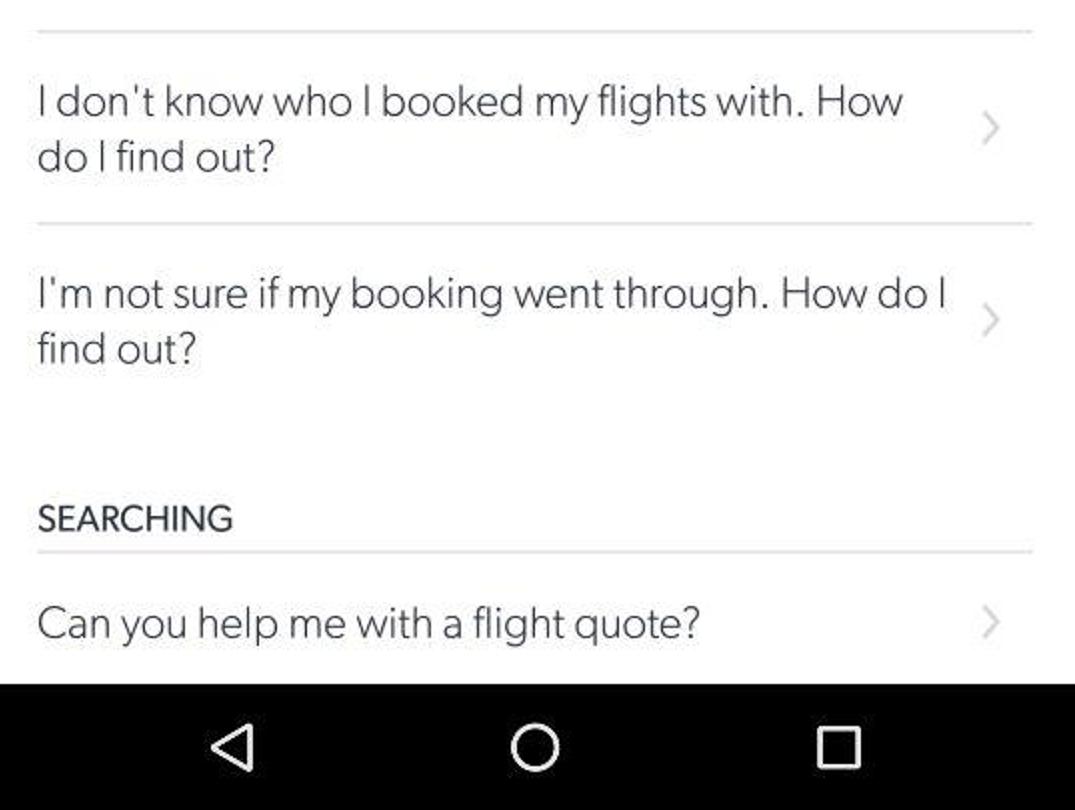 I don't know who I booked my flights with. How
do I find out?
I'm not sure if my booking went through. How do I
find out?
SEARCHING
Can you help me with a flight quote?